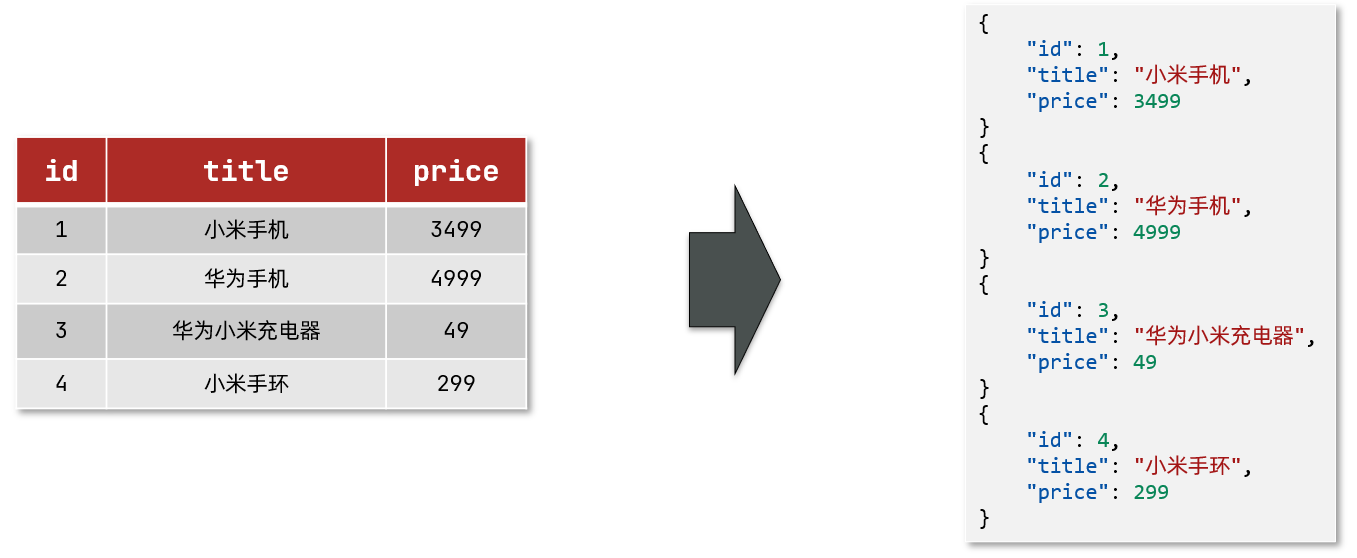 id title price
1 小米手机 3499
2 华为手机 4999
3 华为小米充电器 49
4 小米手环 299
{
    "id": 1,
    "title": "小米手机",
    "price": 3499
}
{
    "id": 2,
    "title": "华为手机",
    "price": 4999
}
{
    "id": 3,
    "title": "华为小米充电器",
    "price": 49
}
{
    "id": 4,
    "title": "小米手环",
    "price": 299
}